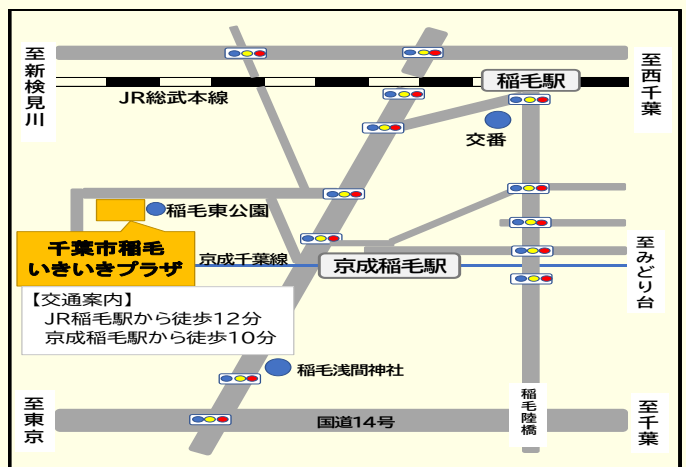 至新検見川
至西千葉
稲毛駅
JR総武本線
交番
稲毛東公園
千葉市稲毛
いきいきプラザ
京成千葉線
京成稲毛駅
至みどり台
【交通案内】
JR稲毛駅から徒歩12分
京成稲毛駅から徒歩10分
稲毛浅間神社
稲毛陸橋
至東京
国道14号
至千葉